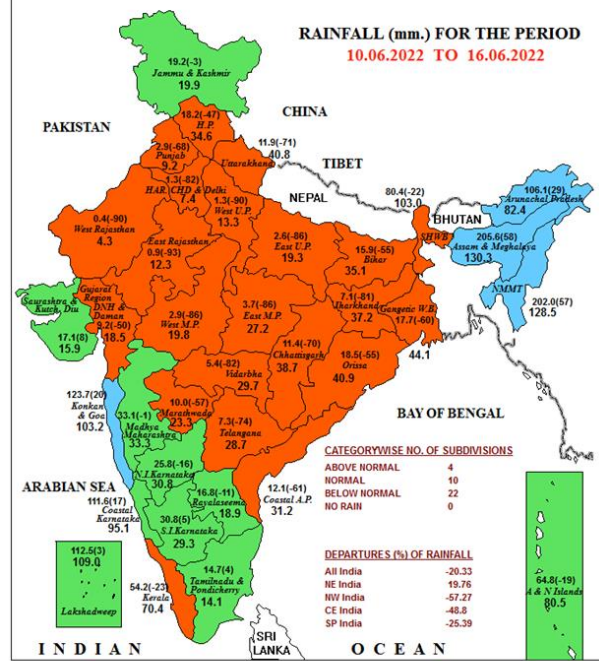 RAINFALL (mm.) FOR THE PERIOD
10.06.2022 TO 16.06.2022
19.2(-3)
Jammu & Kashmir
19.9
CHINA
PAKISTAN
18.2(-47)
H.P.
34.6
11.9(-71)
40.8
Uttarakhand
TIBET
2.9(-68)
Punjab
9.2
1.3(-82)
HAR. CHD & Delhi
7.4
1.3(-90)
West U.P.
13.3
NEPAL
80.4(-22)
103.0
SHWB
BHUTAN
106.1(29)
Arunachal Pradesh
82.4
0.4(-90)
West Rajasthan
4.3
East Rajasthan
0.9(-93)
12.3
2.6(-86)
East U.P.
19.3
15.9(-55)
Bihar
35.1
205.6(58)
Assam & Meghalaya
130.3
NMMT
202.0(57)
128.5
Saurashtra &
Kutch, Diu
17.1(8)
15.9
Gujarat
Region
DNH &
Daman
9.2(-50)
18.5
2.9(-86)
West M.P.
19.8
3.7(-86)
East M.P.
27.2
7.1(-81)
Jharkhand
37.2
Gangetic W.B.
17.7(-60)
44.1
11.4(-70)
Chhattisgarh
38.7
18.5(-55)
Orissa
40.9
5.4(-82)
Vidarbha
29.7
123.7(20)
Konkan
& Goa
103.2
33.1(-1)
Madhya
Maharashtra
33.3
10.0(-57)
Marathwada
23.3
7.3(-74)
Telangana
28.7
BAY OF BENGAL
ARABIAN SEA
111.6(17)
Coastal
Karnataka
95.1
25.8(-16)
N.I.Karnataka
30.8
16.8(-11)
Rayalaseema
18.9
12.1(-61)
Coastal A.P.
31.2
30.8(5)
S.I.Karnataka
29.3
14.7(4)
Tamilnadu &
Pondicherry
14.1
112.5(3)
109.0
Lakshadweep
54.2(-23)
Kerala
70.4
CATEGORYWISE NO. OF SUBDIVISIONS
ABOVE NORMAL 4
NORMAL 10
BELOW NORMAL 22
NO RAIN 0
DEPARTURES (%) OF RAINFALL
All India -20.33
NE India 19.76
NW India -57.27
CE India -48.8
SP India -25.39
64.8(-19)
A & N Islands
80.5
SRI
LANKA
INDIAN OCEAN